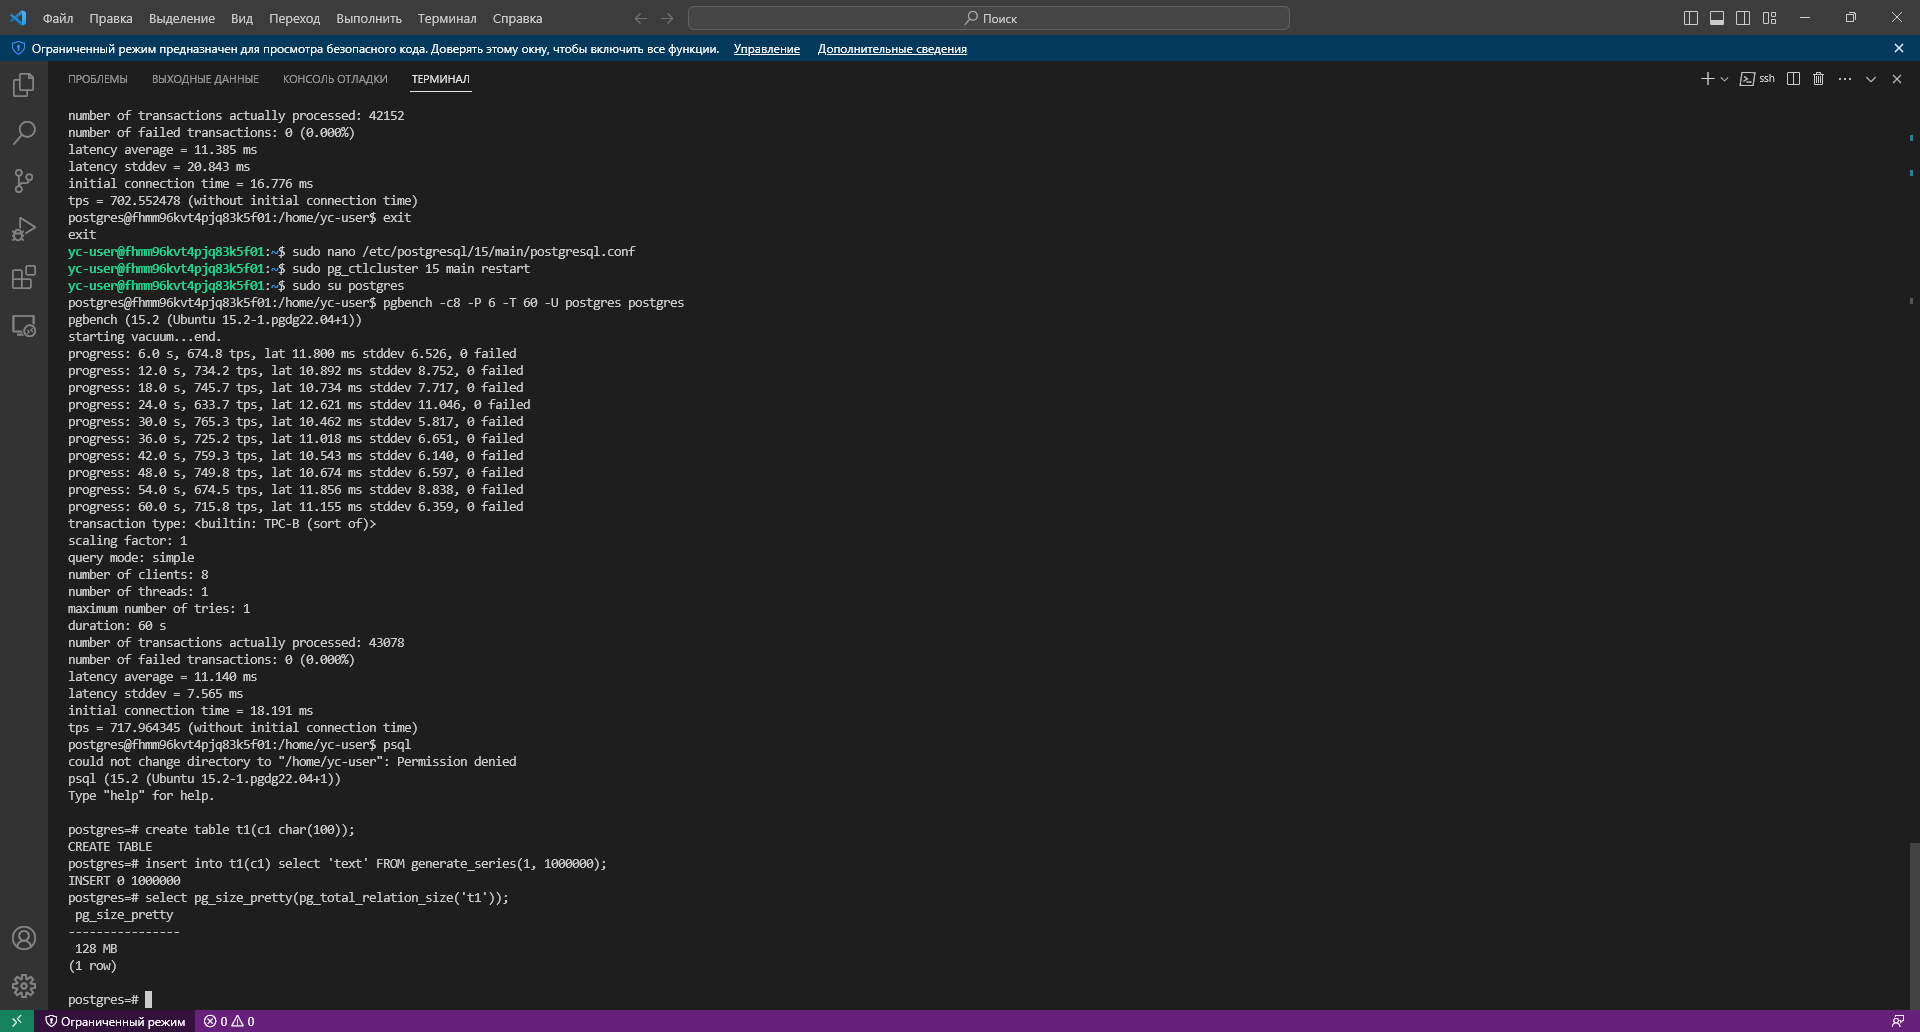 Файл Правка Выделение Вид Переход Выполнить Терминал Справка
Поиск
Ограниченный режим предназначен для просмотра безопасного кода. Доверять этому окну, чтобы включить все функции. Управление Дополнительные сведения
ПРОБЛЕМЫ ВЫХОДНЫЕ ДАННЫЕ КОНСОЛЬ ОТЛАДКИ ТЕРМИНАЛ
ssh
number of transactions actually processed: 42152
number of failed transactions: 0 (0.000%)
latency average = 11.385 ms
latency stddev = 20.843 ms
initial connection time = 16.776 ms
tps = 702.552478 (without initial connection time)
postgres@fhmm96kvt4pjq83k5f01:/home/yc-user$ exit
exit
yc-user@fhmm96kvt4pjq83k5f01:~$ sudo nano /etc/postgresql/15/main/postgresql.conf
yc-user@fhmm96kvt4pjq83k5f01:~$ sudo pg_ctlcluster 15 main restart
yc-user@fhmm96kvt4pjq83k5f01:~$ sudo su postgres
postgres@fhmm96kvt4pjq83k5f01:/home/yc-user$ pgbench -c8 -P 6 -T 60 -U postgres postgres
pgbench (15.2 (Ubuntu 15.2-1.pgdg22.04+1))
starting vacuum...end.
progress: 6.0 s, 674.8 tps, lat 11.800 ms stddev 6.526, 0 failed
progress: 12.0 s, 734.2 tps, lat 10.892 ms stddev 8.752, 0 failed
progress: 18.0 s, 745.7 tps, lat 10.734 ms stddev 7.717, 0 failed
progress: 24.0 s, 633.7 tps, lat 12.621 ms stddev 11.046, 0 failed
progress: 30.0 s, 765.3 tps, lat 10.462 ms stddev 5.817, 0 failed
progress: 36.0 s, 725.2 tps, lat 11.018 ms stddev 6.651, 0 failed
progress: 42.0 s, 759.3 tps, lat 10.543 ms stddev 6.140, 0 failed
progress: 48.0 s, 749.8 tps, lat 10.674 ms stddev 6.597, 0 failed
progress: 54.0 s, 674.5 tps, lat 11.856 ms stddev 8.838, 0 failed
progress: 60.0 s, 715.8 tps, lat 11.155 ms stddev 6.359, 0 failed
transaction type: <builtin: TPC-B (sort of)>
scaling factor: 1
query mode: simple
number of clients: 8
number of threads: 1
maximum number of tries: 1
duration: 60 s
number of transactions actually processed: 43078
number of failed transactions: 0 (0.000%)
latency average = 11.140 ms
latency stddev = 7.565 ms
initial connection time = 18.191 ms
tps = 717.964345 (without initial connection time)
postgres@fhmm96kvt4pjq83k5f01:/home/yc-user$ psql
could not change directory to "/home/yc-user": Permission denied
psql (15.2 (Ubuntu 15.2-1.pgdg22.04+1))
Type "help" for help.
postgres=# create table t1(c1 char(100));
CREATE TABLE
postgres=# insert into t1(c1) select 'text' FROM generate_series(1, 1000000);
INSERT 0 1000000
postgres=# select pg_size_pretty(pg_total_relation_size('t1'));
pg_size_pretty
----------------
128 MB
(1 row)
postgres=#
Ограниченный режим 0 0